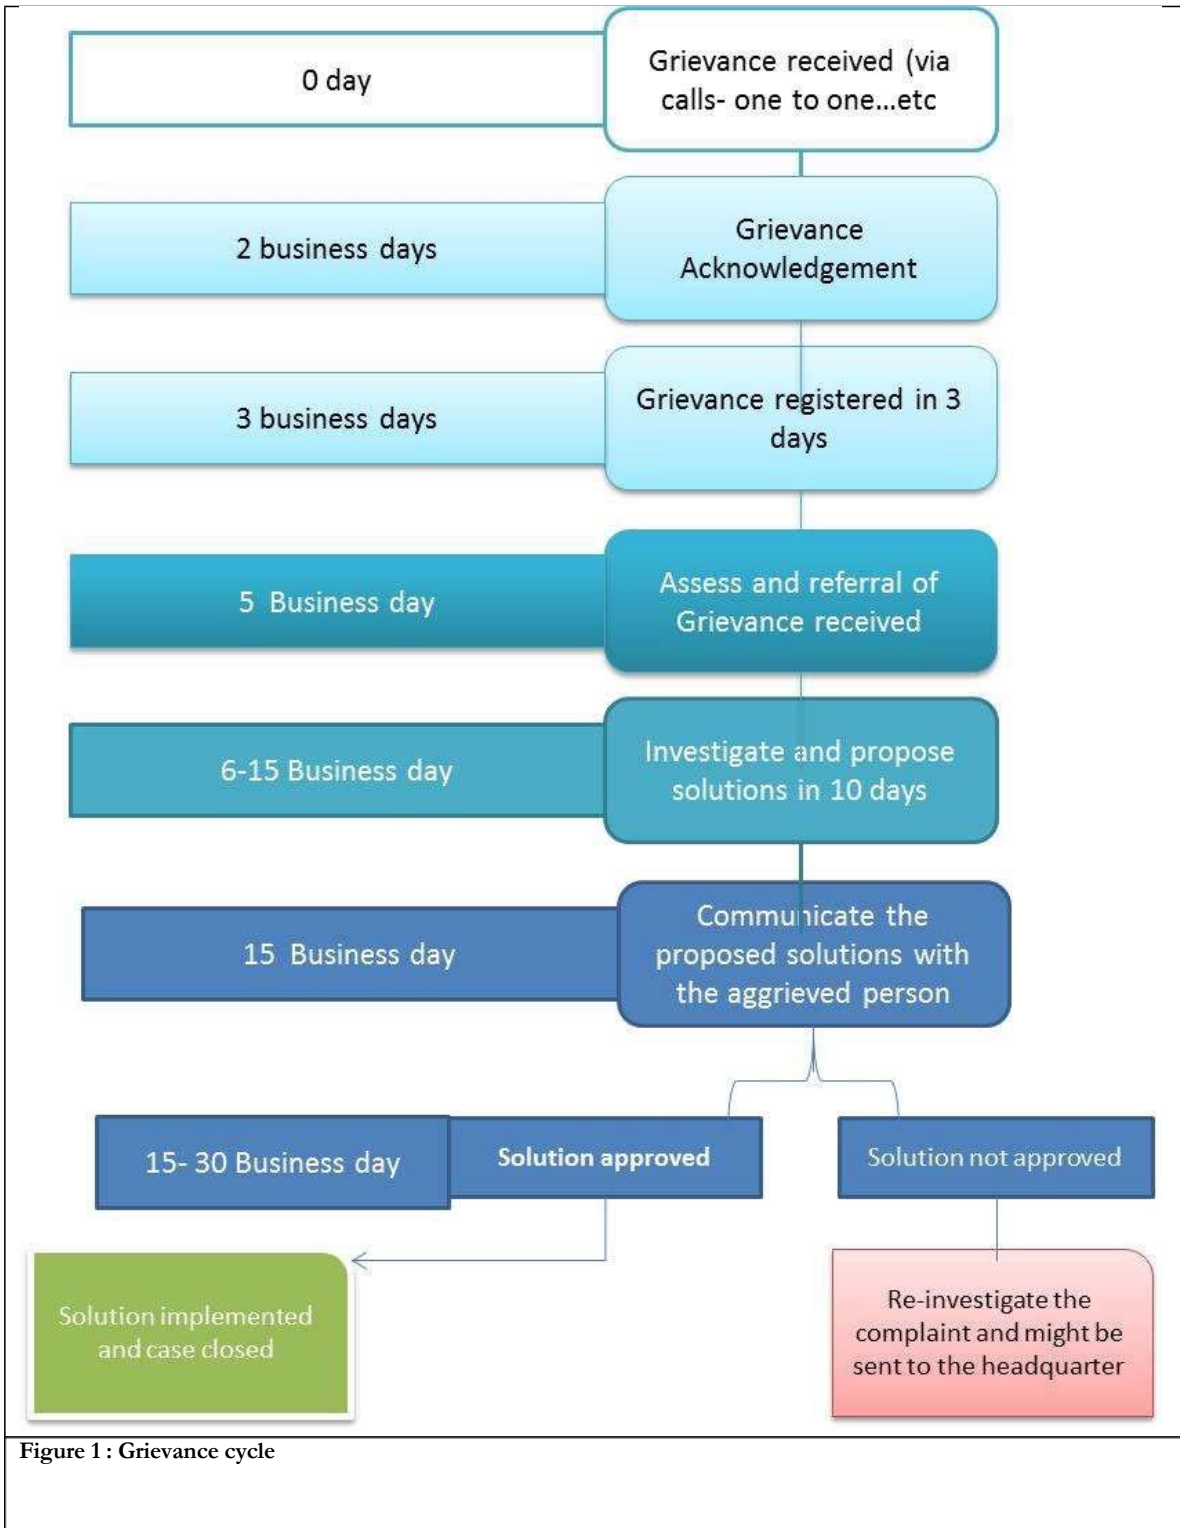 0 day
Grievance received (via
calls- one to one...etc
2 business days
Grievance
Acknowledgement
3 business days
Grievance registered in 3
days
5 Business day
Assess and referral of
Grievance received
6-15 Business day
Investigate and propose
solutions in 10 days
15 Business day
Communicate the
proposed solutions with
the aggrieved person
15- 30 Business day
Solution approved
Solution not approved
Solution implemented
and case closed
Re-investigate the
complaint and might be
sent to the headquarter
Figure 1 : Grievance cycle